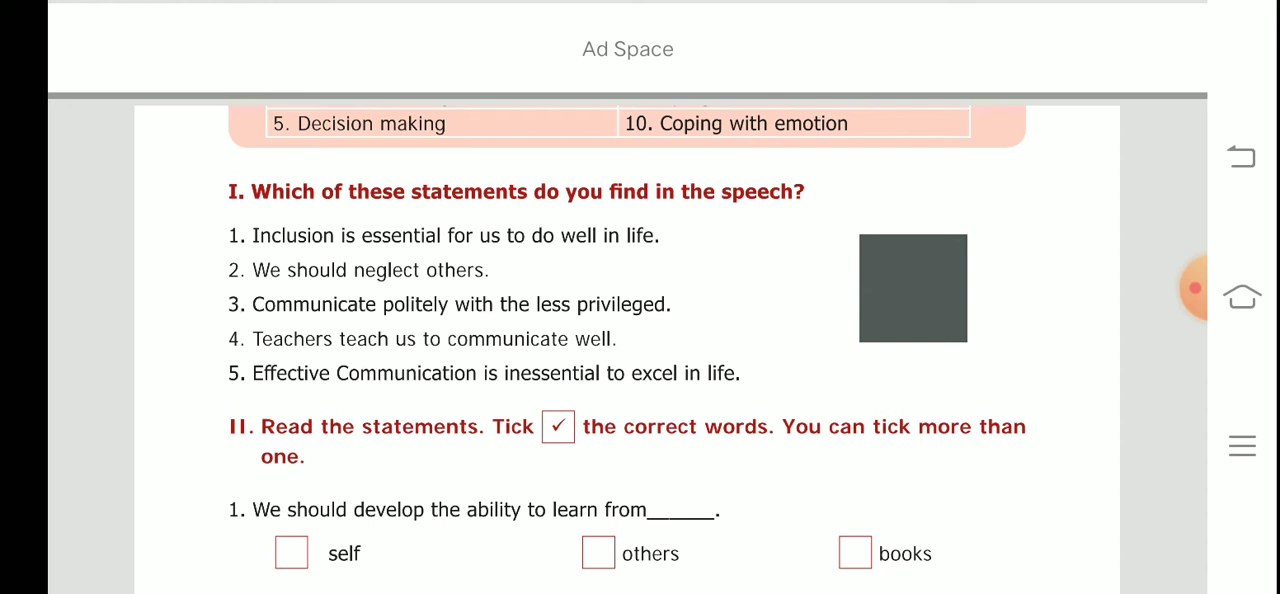 Ad Space
5. Decision making
10. Coping with emotion
I. Which of these statements do you find in the speech?
1. Inclusion is essential for us to do well in life.
2. We should neglect others.
3. Communicate politely with the less privileged.
4. Teachers teach us to communicate well.
5. Effective Communication is inessential to excel in life.
II. Read the statements. Tick ✓ the correct words. You can tick more than
one.
1. We should develop the ability to learn from______.
self
others
books